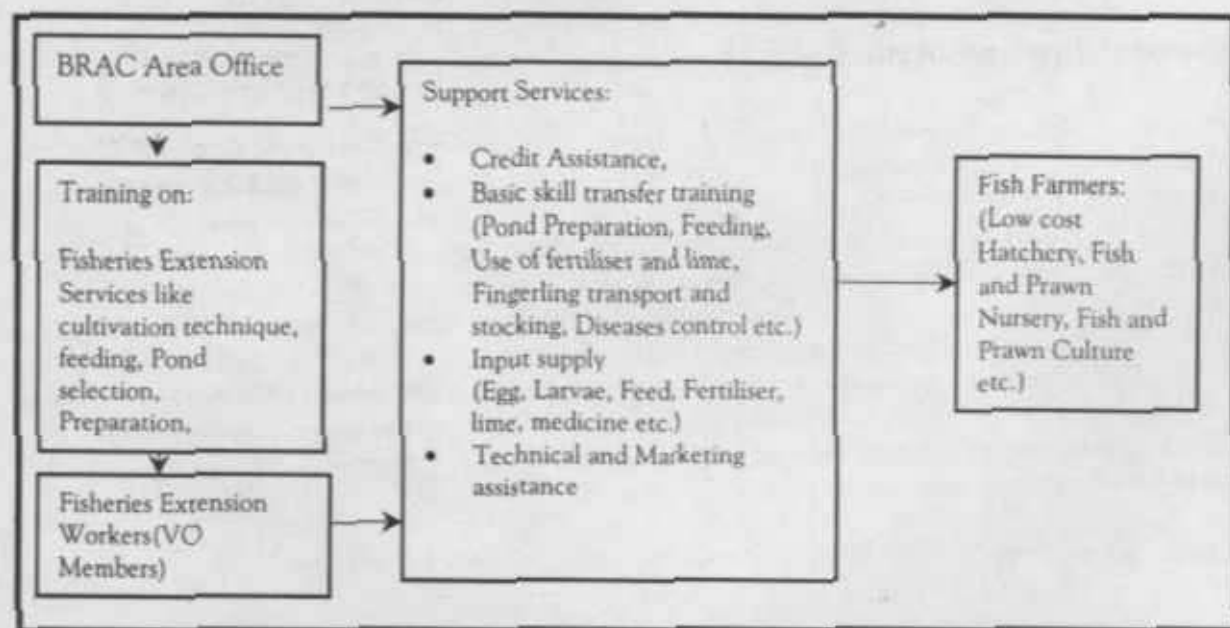 BRAC Area Office
Training on:
Fisheries Extension
Services like
cultivation technique,
feeding, Pond
selection,
Preparation,
Fisheries Extension
Workers(VO
Members)
Support Services:
• Credit Assistance,
• Basic skill transfer training
(Pond Preparation, Feeding,
Use of fertiliser and lime,
Fingerling transport and
stocking, Diseases control etc.)
• Input supply
(Egg, Larvae, Feed, Fertiliser,
lime, medicine etc.)
• Technical and Marketing
assistance
Fish Farmers:
(Low cost
Hatchery, Fish
and Prawn
Nursery, Fish and
Prawn Culture
etc.)